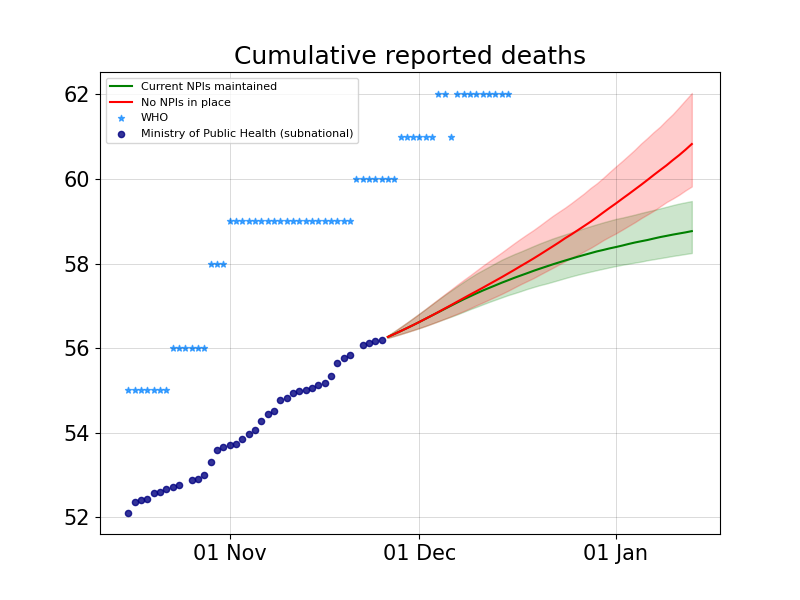 Cumulative reported deaths
Current NPIs maintained
No NPIs in place
WHO
Ministry of Public Health (subnational)
62
60
58
56
54
52
01 Nov
01 Dec
01 Jan